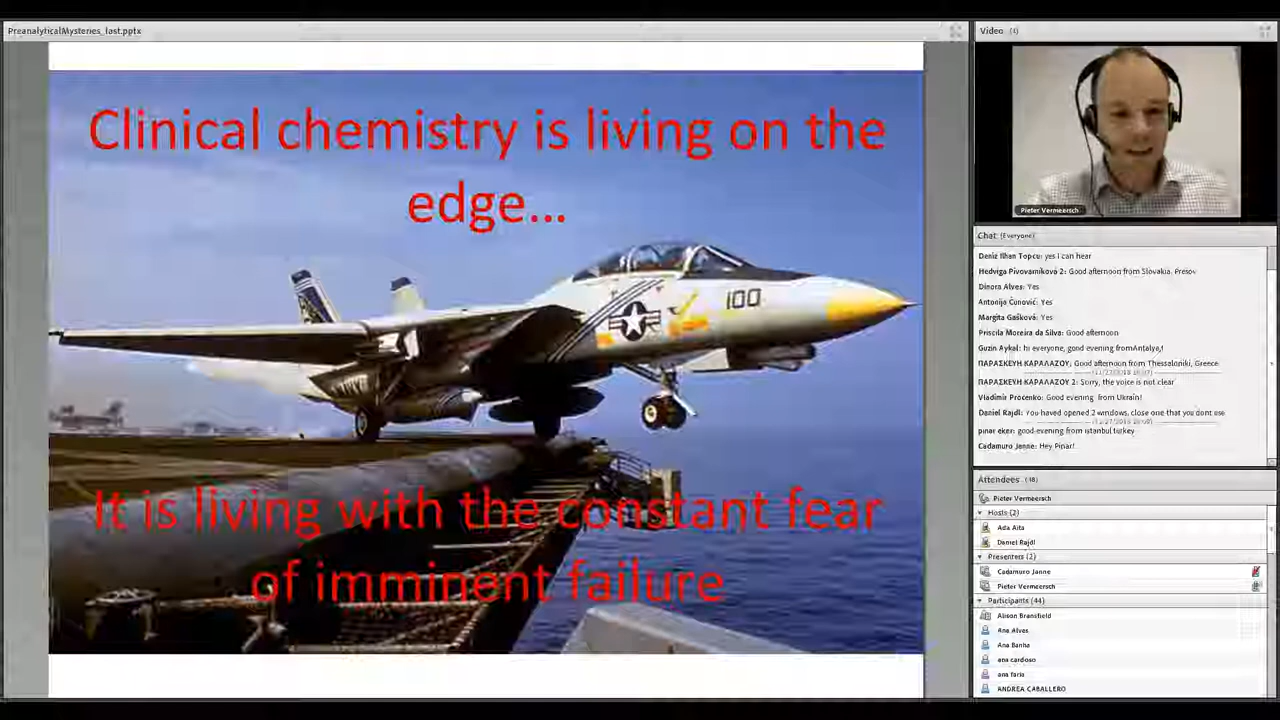 PreanalyticalMysteries_last.pptx
Clinical chemistry is living on the
edge...
100
It is living with the constant fear
of imminent failure
Video (1)
Pieter Vermeersch
Chat (Everyone)
Deniz Ilhan Topcu: yes I can hear
Hedviga Pivovarnikova 2: Good afternoon from Slovakia, Presov
Dinora Alves: Yes
Antonija Čunović: Yes
Margita Gašková: Yes
Priscila Moreira da Silva: Good afternoon
Guzin Aykal: hi everyone, good evening fromAntalya,!
ΠΑΡΑΣΚΕΥΗ ΚΑΡΑΛΑΖΟΥ: Good afternoon from Thessaloniki, Greece
ΠΑΡΑΣΚΕΥΗ ΚΑΡΑΛΑΖΟΥ 2: Sorry, the voice is not clear
Vladimir Procenko: Good evening from Ukrain!
Daniel Rajdl: You haved opened 2 windows, close one that you dont use
pınar eker: good evening from ıstanbul turkey
Cadamuro Janne: Hey Pinar!
Attendees (48)
Pieter Vermeersch
Hosts (2)
Ada Aita
Daniel Rajdl
Presenters (2)
Cadamuro Janne
Pieter Vermeersch
Participants (44)
Alison Bransfield
Ana Alves
Ana Banha
ana cardoso
ana faria
ANDREA CABALLERO